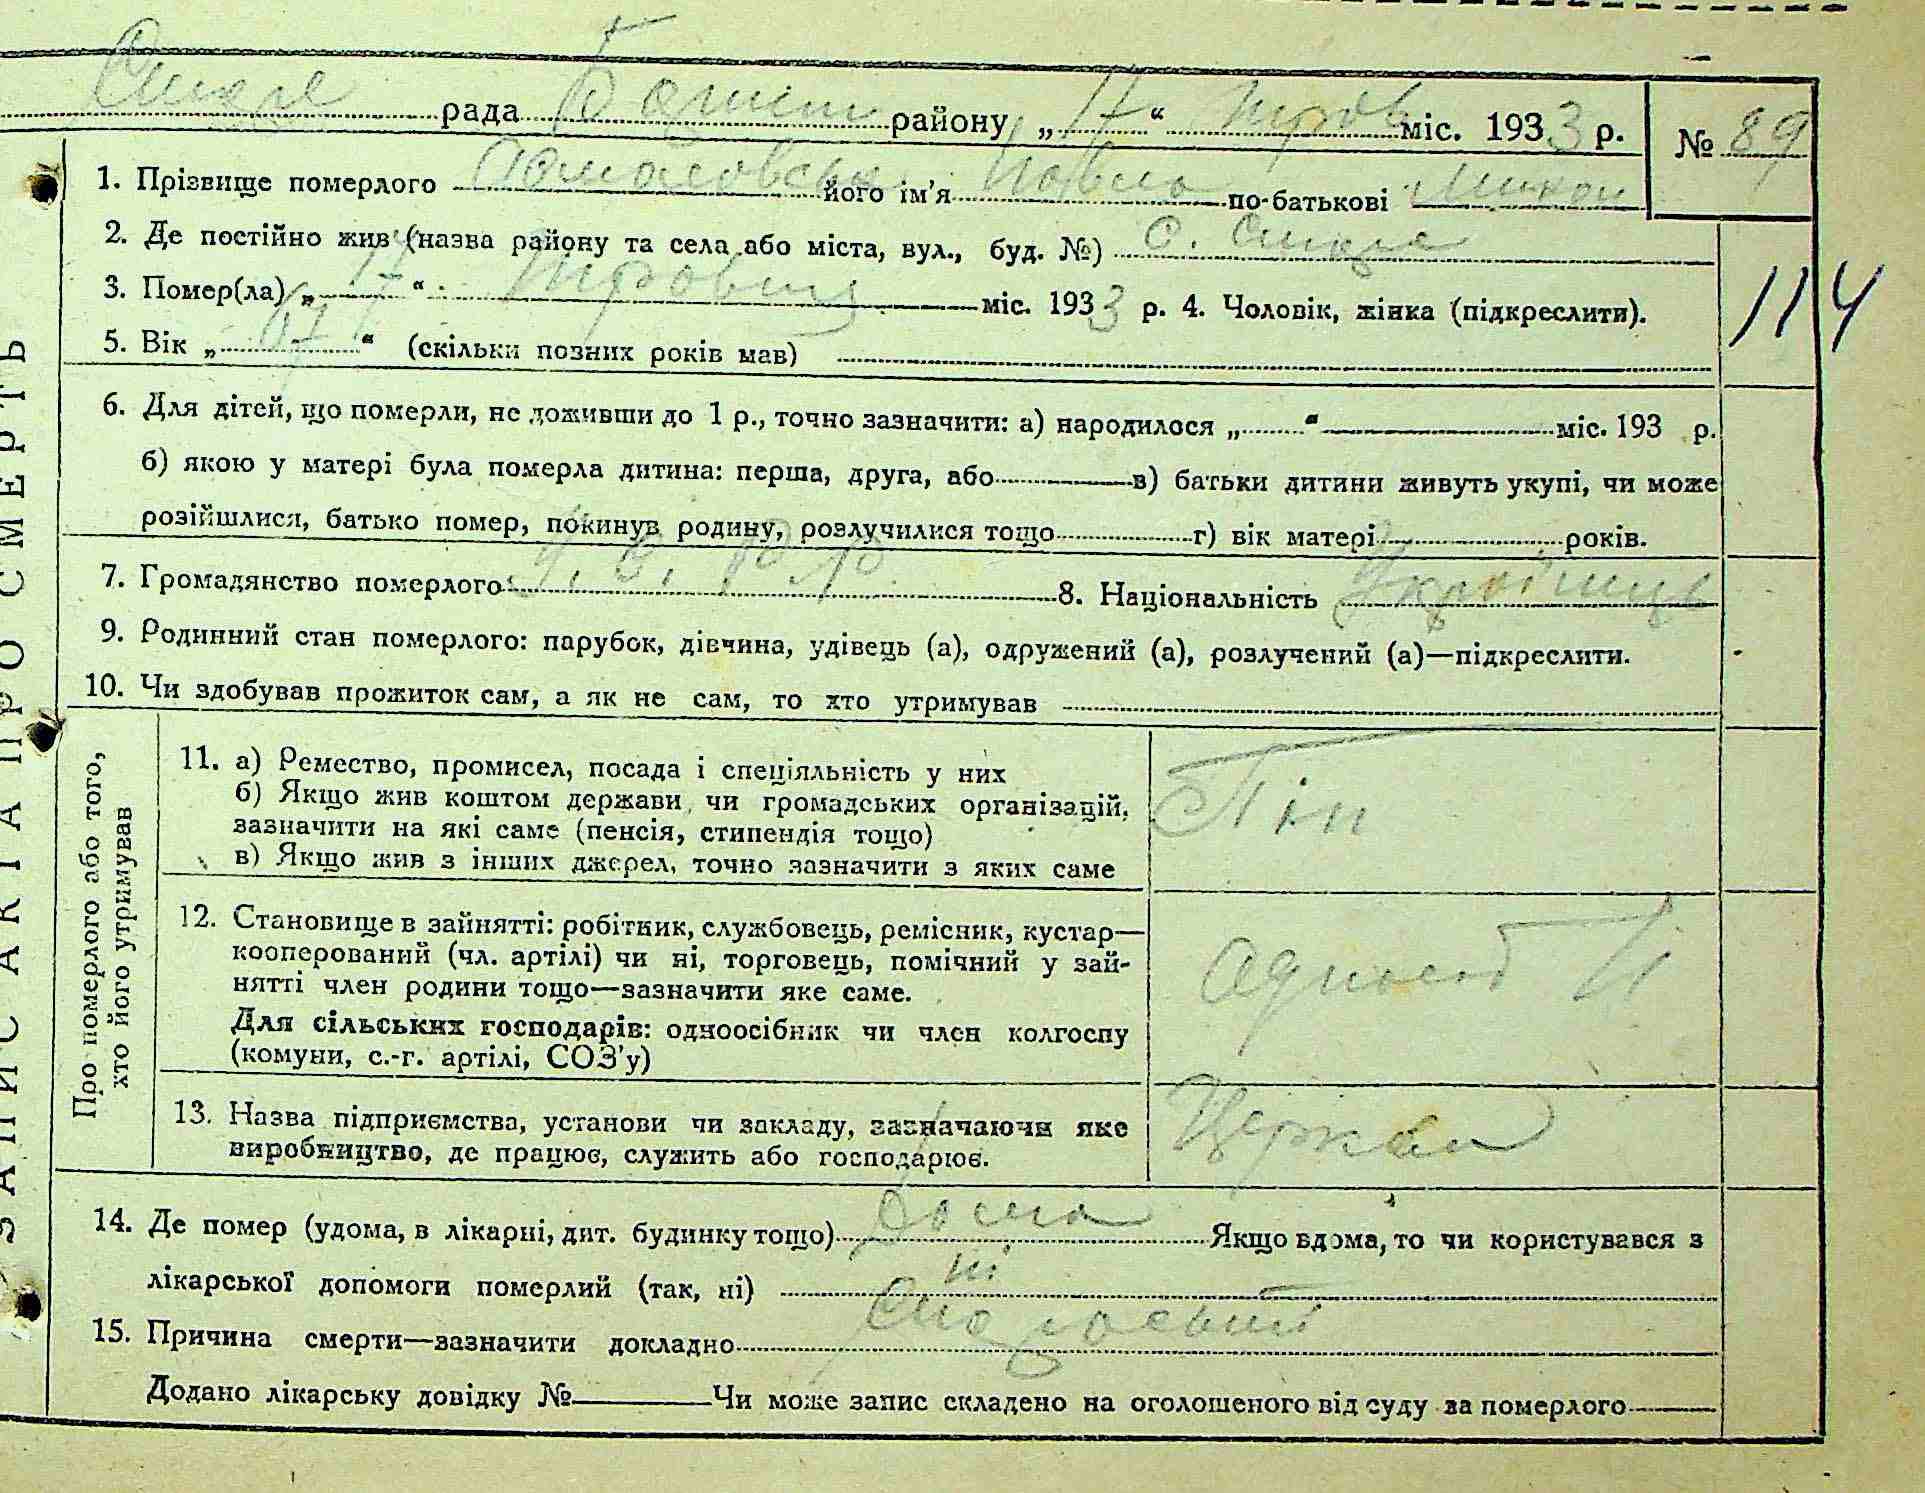 рада район у „17“ міс. 1933 р. № 89
1. Прізвище померлого його ім'я Павло по-батькові Микол
2. Де постійно жив (назва району та села або міста, вул., буд. №) с.
3. Помер(ла) „17“ міс. 1933 р. 4. Чоловік, жінка (підкреслити).
114
5. Вік „67“ (скільки повних років мав)
6. Для дітей, що померли, не доживши до 1 р., точно зазначити: а) народилося „ “ міс. 193 р.
б) якою у матері була померла дитина: перша, друга, або в) батьки дитини живуть укупі, чи може
розійшлися, батько помер, покинув родину, розлучилися тощо г) вік матері років.
7. Громадянство померлого 8. Національність Українець
9. Родинний стан померлого: парубок, дівчина, удівець (а), одружений (а), розлучений (а)—підкреслити.
10. Чи здобував прожиток сам, а як не сам, то хто утримував
ЗАПИС АКТА ПРО СМЕРТЬ
Про померлого або того,
хто його утримував
11. а) Ремество, промисел, посада і спеціяльність у них
б) Якщо жив коштом держави чи громадських організацій,
зазначити на які саме (пенсія, стипендія тощо)
в) Якщо жив з інших джерел, точно зазначити з яких саме
Піп
12. Становище в зайнятті: робітник, службовець, ремісник, кустар—
кооперований (чл. артілі) чи ні, торговець, помічний у зай-
нятті член родини тощо—зазначити яке саме.
Для сільських господарів: одноосібник чи член колгоспу
(комуни, с.-г. артілі, СОЗ'у)
13. Назва підприємства, установи чи закладу, зазначаючи яке
виробництво, де працює, служить або господарює.
Церква
14. Де помер (удома, в лікарні, дит. будинку тощо) дома Якщо вдома, то чи користувався з
лікарської допомоги померлий (так, ні) ні
15. Причина смерти—зазначити докладно
Додано лікарську довідку № Чи може запис складено на оголошеного від суду за померлого